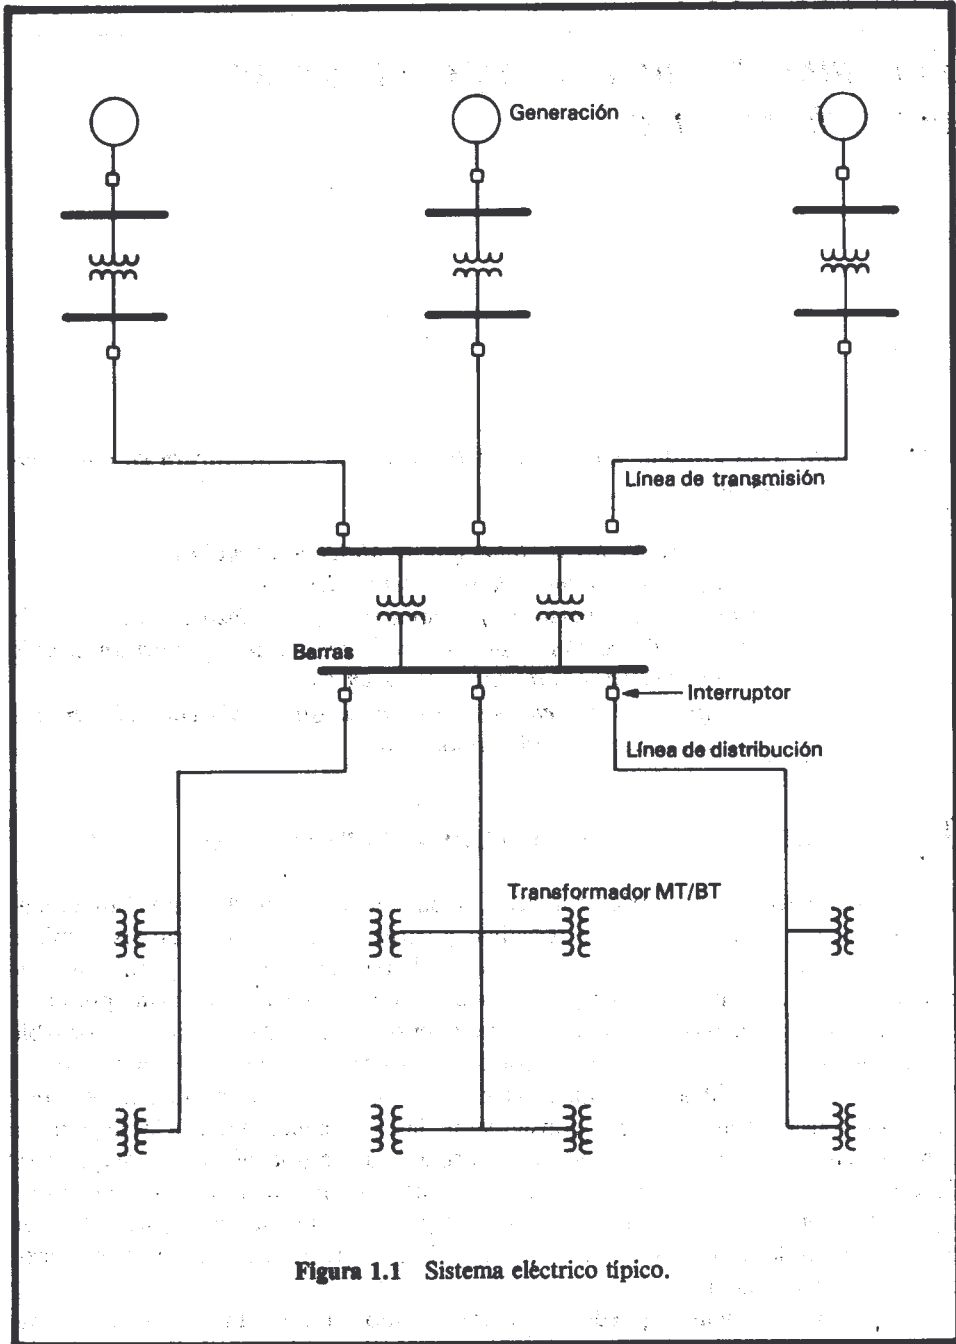 Generación
Línea de transmisión
Barras
Interruptor
Línea de distribución
Transformador MT/BT
Figura 1.1 Sistema eléctrico típico.